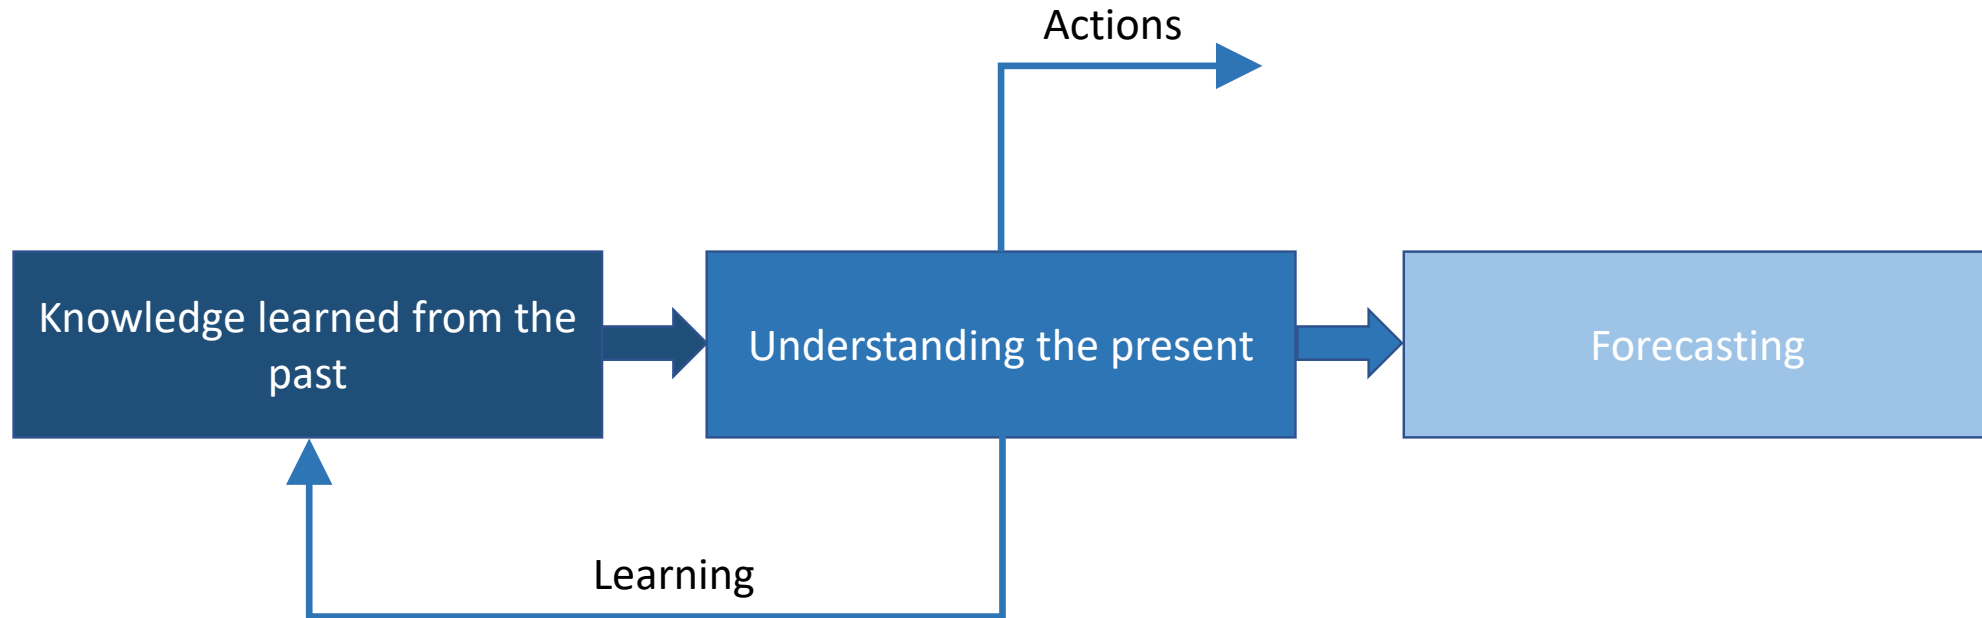 Actions
Knowledge learned from the
past
Understanding the present
Forecasting
Learning